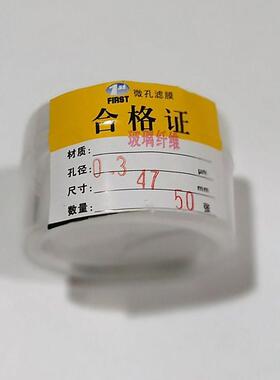 1st FIRST 微孔滤膜
合格证
材质: 玻璃纤维
孔径: 0.3 μm
尺寸: 47 mm
数量: 50 张